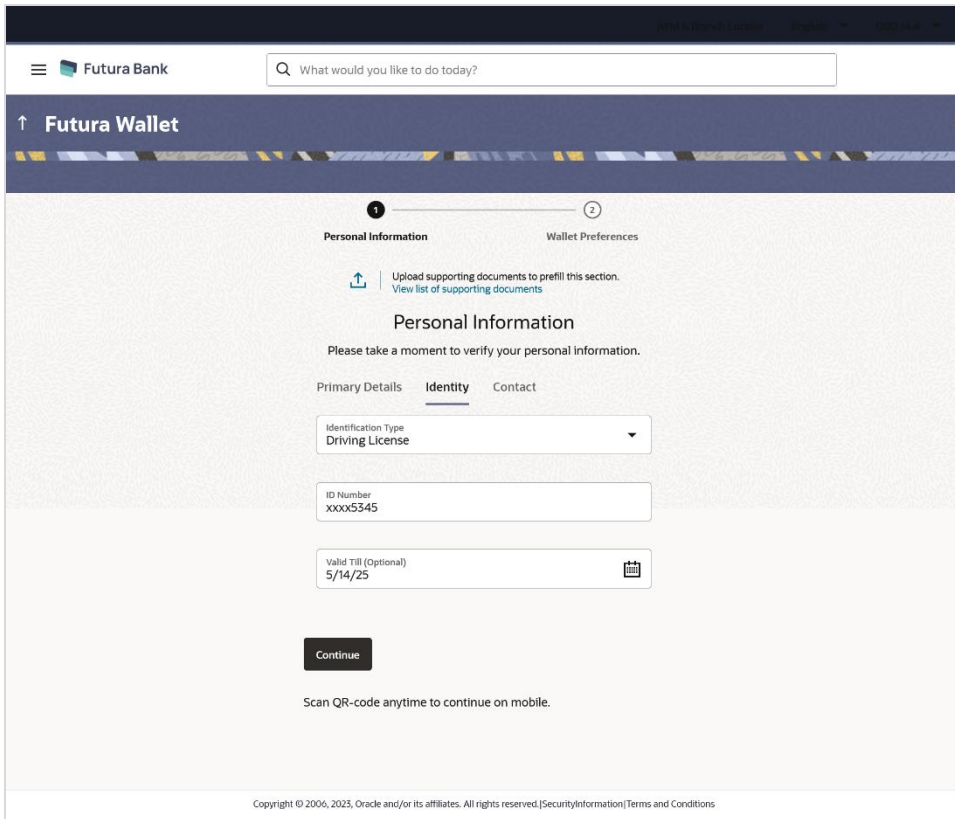 Futura Bank
What would you like to do today?
↑ Futura Wallet
1
2
Personal Information
Wallet Preferences
Upload supporting documents to prefill this section.
View list of supporting documents
Personal Information
Please take a moment to verify your personal information.
Primary Details Identity Contact
Identification Type
Driving License
ID Number
xxxx5345
Valid Till (Optional)
5/14/25
Continue
Scan QR-code anytime to continue on mobile.
Copyright © 2006, 2023, Oracle and/or its affiliates. All rights reserved.|SecurityInformation|Terms and Conditions